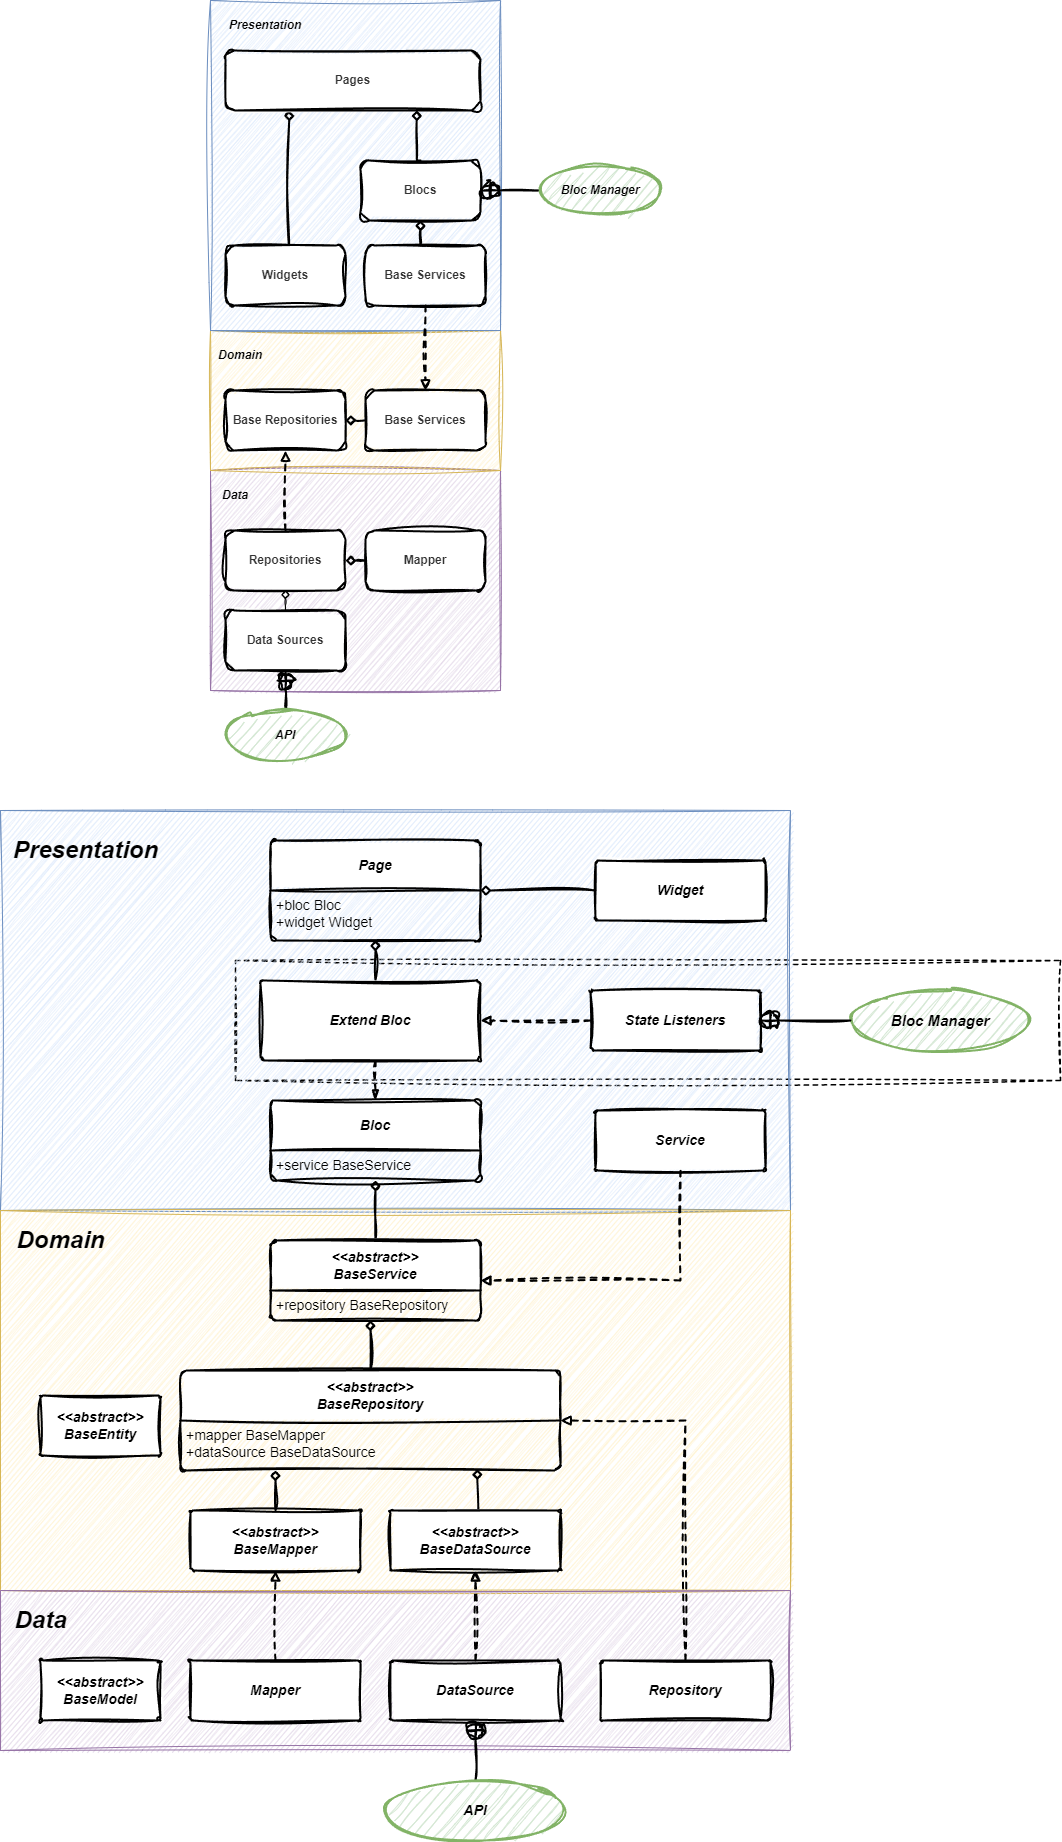 Presentation
Pages
Blocs
Bloc Manager
Widgets
Base Services
Domain
Base Repositories
Base Services
Data
Repositories
Mapper
Data Sources
API
Presentation
Page
+bloc Bloc
+widget Widget
Widget
Extend Bloc
State Listeners
Bloc Manager
Bloc
+service BaseService
Service
Domain
<<abstract>>
BaseService
+repository BaseRepository
<<abstract>>
BaseRepository
+mapper BaseMapper
+dataSource BaseDataSource
<<abstract>>
BaseEntity
<<abstract>>
BaseMapper
<<abstract>>
BaseDataSource
Data
<<abstract>>
BaseModel
Mapper
DataSource
Repository
API